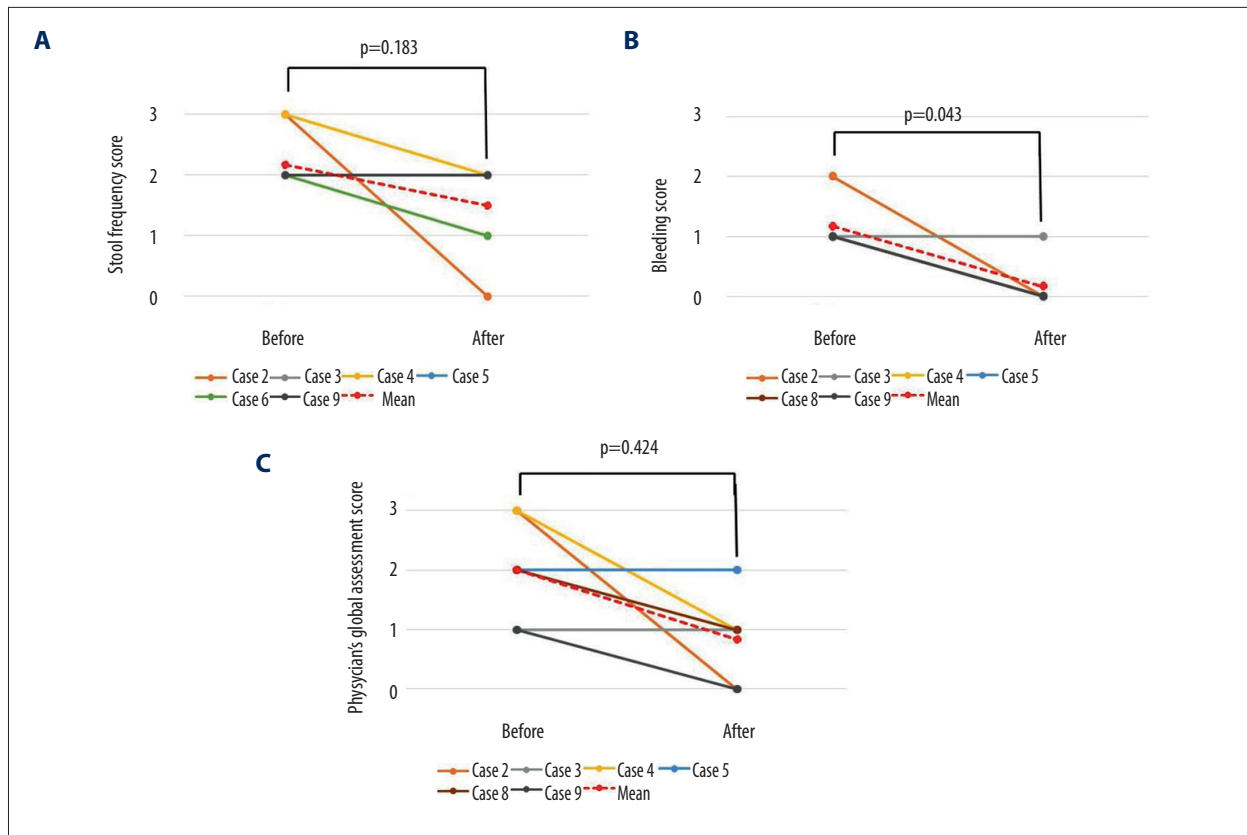 A
p=0.183
Stool frequency score
3
2
1
0
Before After
Case 2 Case 3 Case 4 Case 5
Case 6 Case 9 Mean
B
p=0.043
Bleeding score
3
2
1
0
Before After
Case 2 Case 3 Case 4 Case 5
Case 8 Case 9 Mean
C
p=0.424
Physycian's global assessment score
3
2
1
0
Before After
Case 2 Case 3 Case 4 Case 5
Case 8 Case 9 Mean